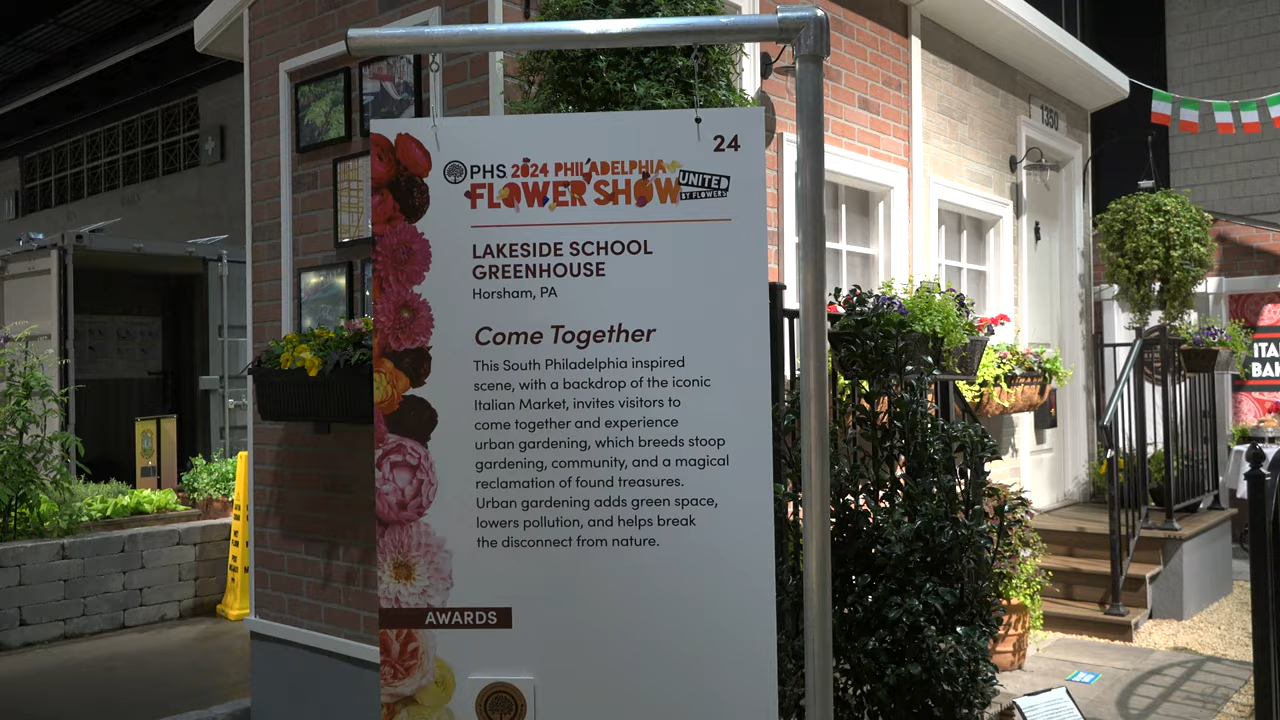 24
PHS 2024 PHILADELPHIA
FLOWER SHOW
UNITED
BY FLOWERS
LAKESIDE SCHOOL
GREENHOUSE
Horsham, PA
Come Together
This South Philadelphia inspired
scene, with a backdrop of the iconic
Italian Market, invites visitors to
come together and experience
urban gardening, which breeds stoop
gardening, community, and a magical
reclamation of found treasures.
Urban gardening adds green space,
lowers pollution, and helps break
the disconnect from nature.
AWARDS
1350
ITA
BAK